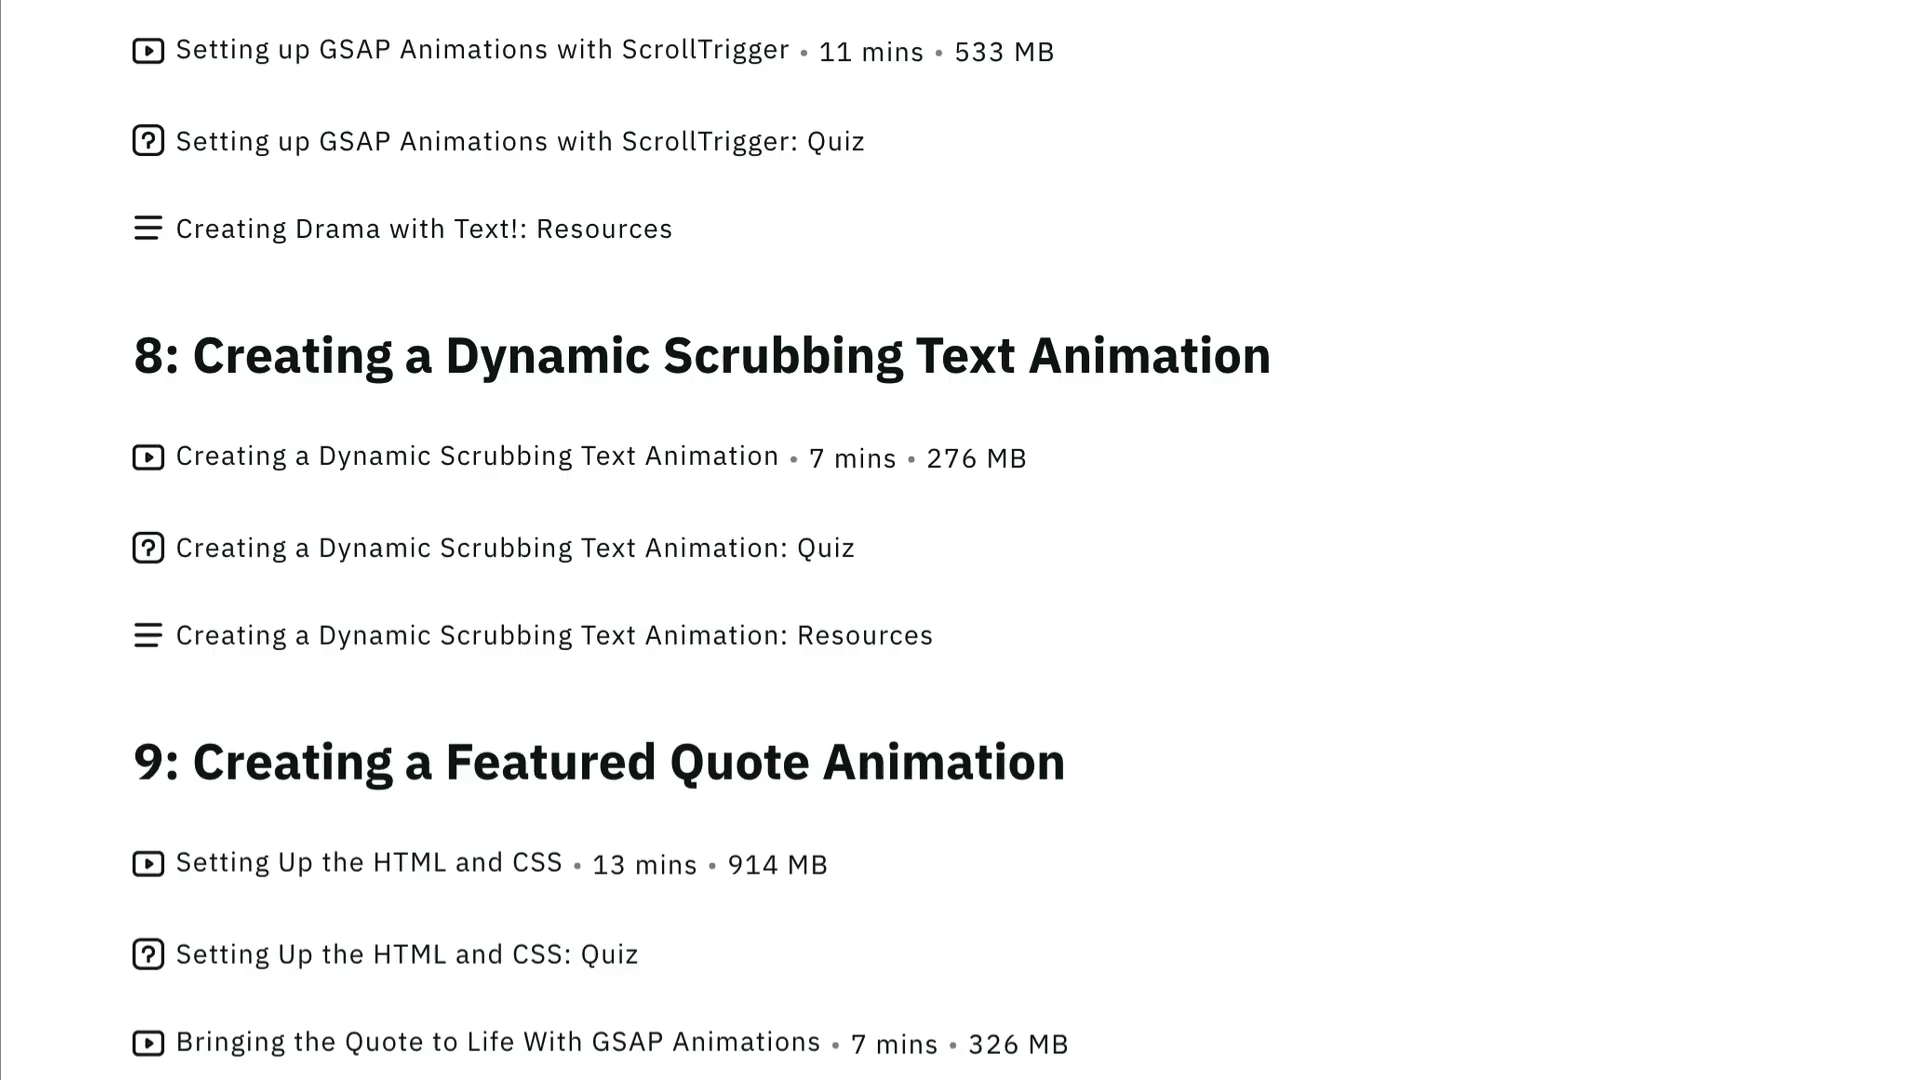 Setting up GSAP Animations with ScrollTrigger • 11 mins • 533 MB
Setting up GSAP Animations with ScrollTrigger: Quiz
Creating Drama with Text!: Resources
8: Creating a Dynamic Scrubbing Text Animation
Creating a Dynamic Scrubbing Text Animation • 7 mins • 276 MB
Creating a Dynamic Scrubbing Text Animation: Quiz
Creating a Dynamic Scrubbing Text Animation: Resources
9: Creating a Featured Quote Animation
Setting Up the HTML and CSS • 13 mins • 914 MB
Setting Up the HTML and CSS: Quiz
Bringing the Quote to Life With GSAP Animations • 7 mins • 326 MB